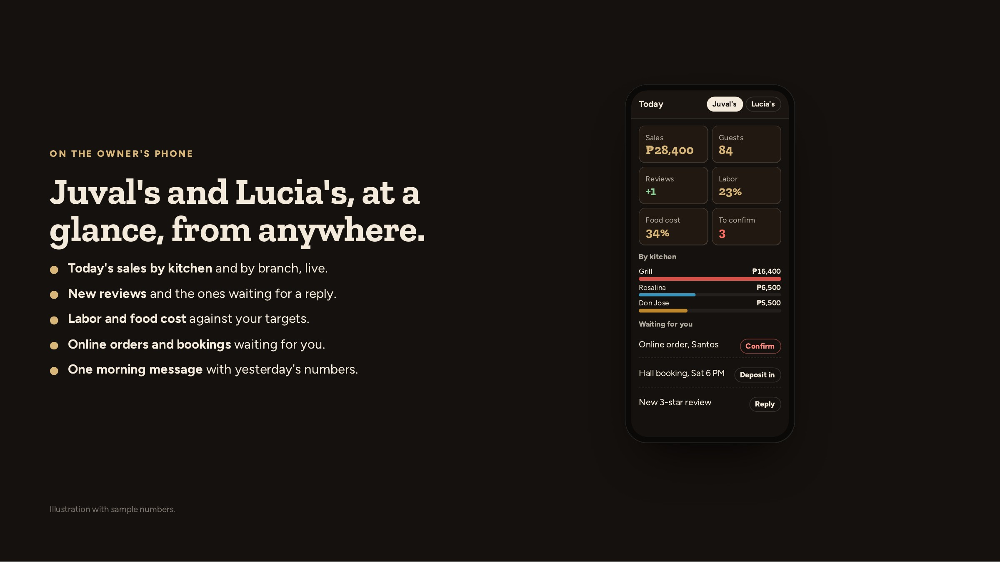 ON THE OWNER'S PHONE
Juval's and Lucia's, at a
glance, from anywhere.
Today's sales by kitchen and by branch, live.
New reviews and the ones waiting for a reply.
Labor and food cost against your targets.
Online orders and bookings waiting for you.
One morning message with yesterday's numbers.
Illustration with sample numbers.
Today Juval's Lucia's
Sales Guests
₱28,400 84
Reviews Labor
+1 23%
Food cost To confirm
34% 3
By kitchen
Grill ₱16,400
Rosalina ₱6,500
Don Jose ₱5,500
Waiting for you
Online order, Santos Confirm
Hall booking, Sat 6 PM Deposit in
New 3-star review Reply